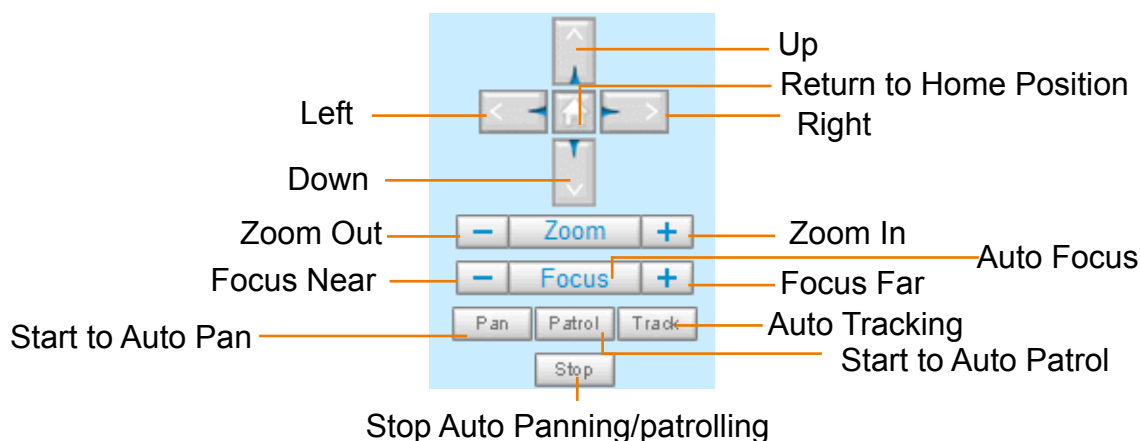 Up
Return to Home Position
Left
Right
Down
Zoom Out
− Zoom +
Zoom In
Auto Focus
Focus Near
− Focus +
Focus Far
Pan Patrol Track
Auto Tracking
Start to Auto Pan
Start to Auto Patrol
Stop
Stop Auto Panning/patrolling